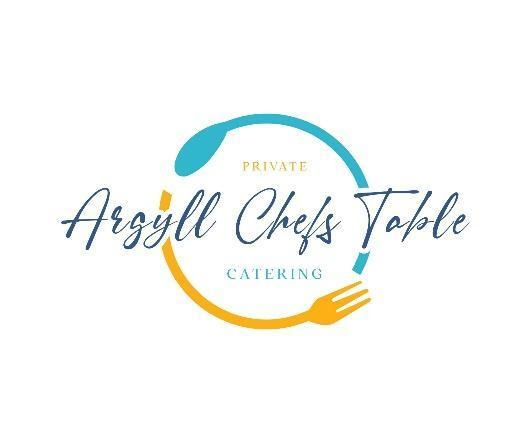 PRIVATE
Argyll Chefs Table
CATERING